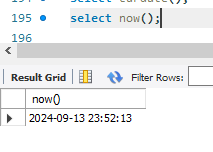 195 select now();
196
Result Grid Filter Rows:
now()
2024-09-13 23:52:13